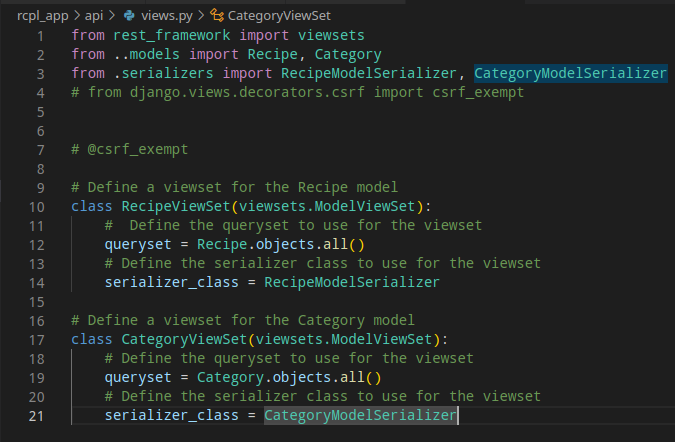 rcpl_app > api > views.py > CategoryViewSet
1 from rest_framework import viewsets
2 from ..models import Recipe, Category
3 from .serializers import RecipeModelSerializer, CategoryModelSerializer
4 # from django.views.decorators.csrf import csrf_exempt
5
6
7 # @csrf_exempt
8
9 # Define a viewset for the Recipe model
10 class RecipeViewSet(viewsets.ModelViewSet):
11     #  Define the queryset to use for the viewset
12     queryset = Recipe.objects.all()
13     # Define the serializer class to use for the viewset
14     serializer_class = RecipeModelSerializer
15
16 # Define a viewset for the Category model
17 class CategoryViewSet(viewsets.ModelViewSet):
18     # Define the queryset to use for the viewset
19     queryset = Category.objects.all()
20     # Define the serializer class to use for the viewset
21     serializer_class = CategoryModelSerializer